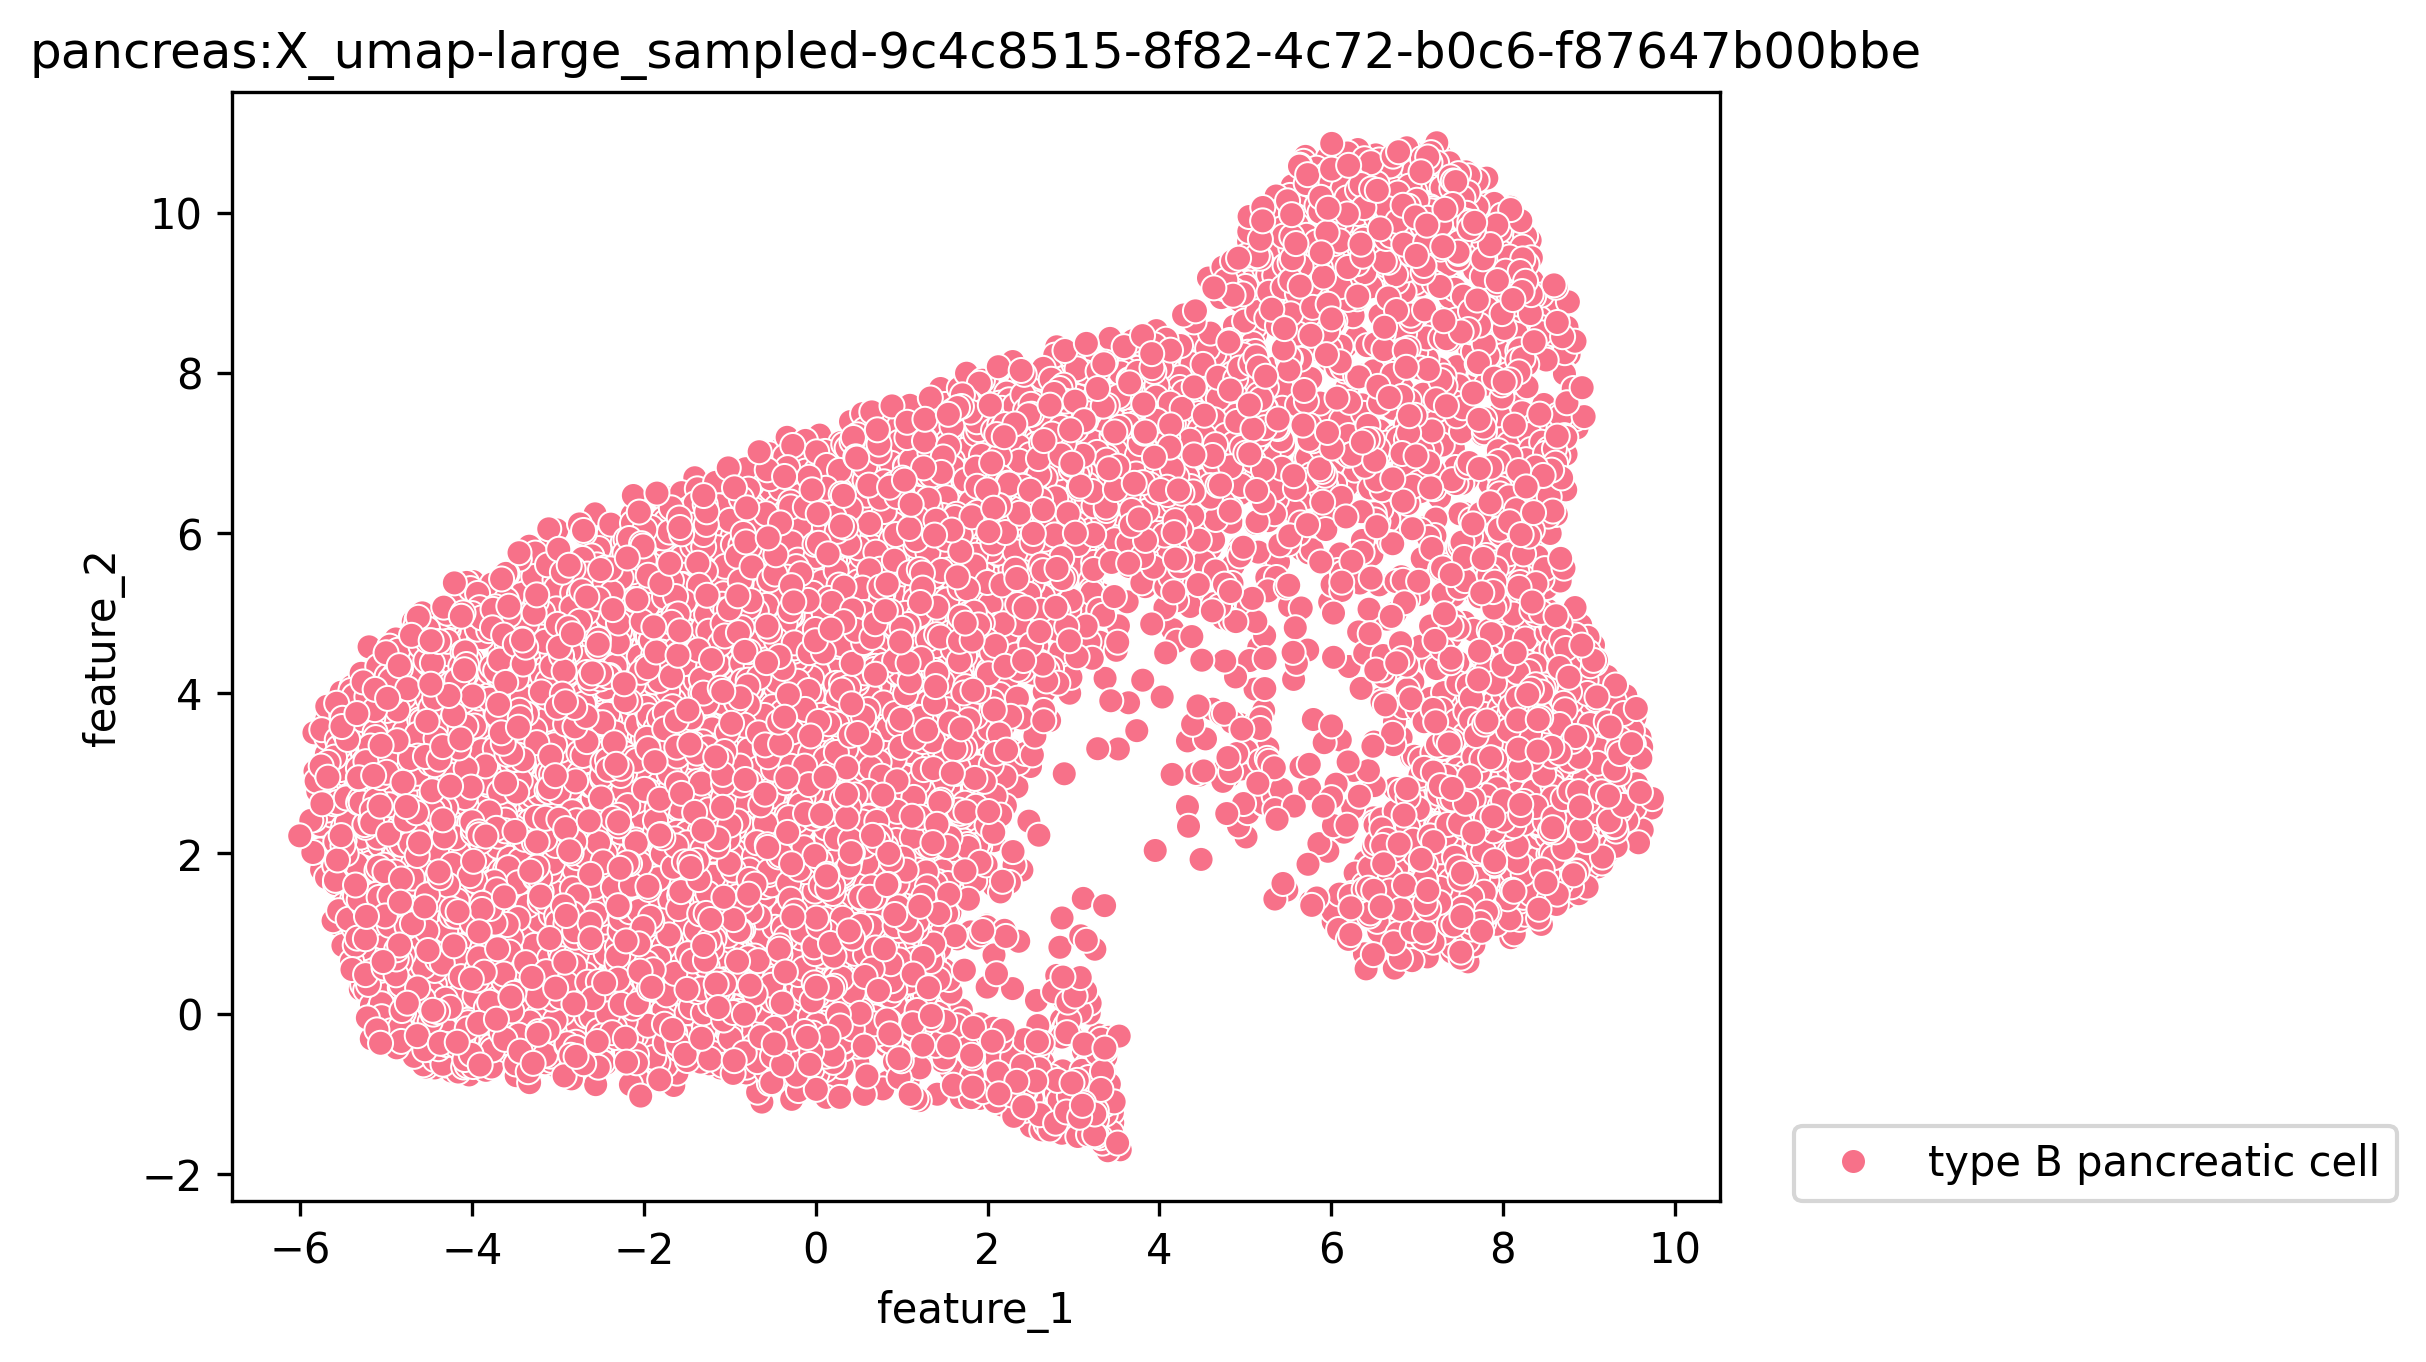 pancreas:X_umap-large_sampled-9c4c8515-8f82-4c72-b0c6-f87647b00bbe
10
8
6
4
2
0
−2
feature_2
−6 −4 −2 0 2 4 6 8 10
feature_1
type B pancreatic cell